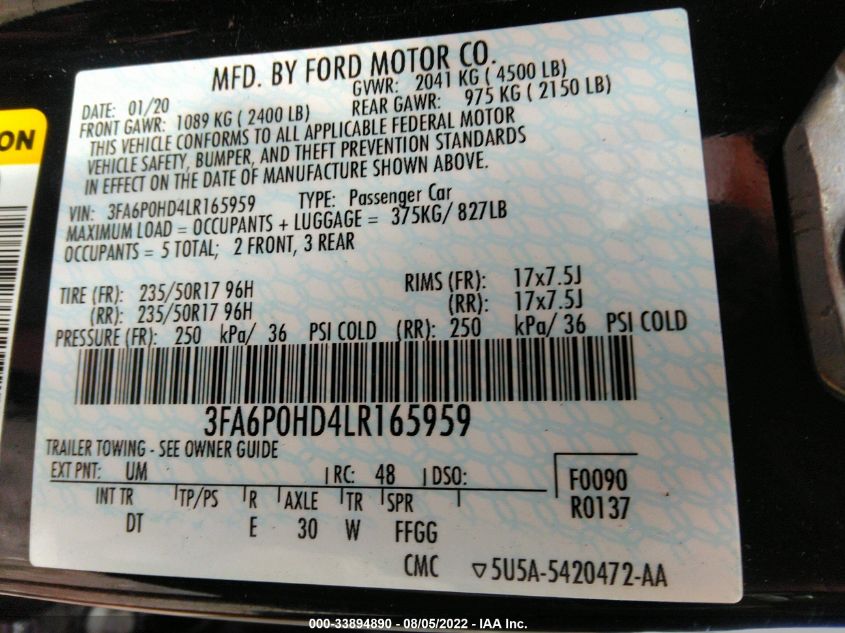 MFD. BY FORD MOTOR CO.
DATE: 01/20 GVWR: 2041 KG ( 4500 LB)
FRONT GAWR: 1089 KG ( 2400 LB) REAR GAWR: 975 KG ( 2150 LB)
THIS VEHICLE CONFORMS TO ALL APPLICABLE FEDERAL MOTOR
VEHICLE SAFETY, BUMPER, AND THEFT PREVENTION STANDARDS
IN EFFECT ON THE DATE OF MANUFACTURE SHOWN ABOVE.
VIN: 3FA6P0HD4LR165959 TYPE: Passenger Car
MAXIMUM LOAD = OCCUPANTS + LUGGAGE = 375KG/ 827LB
OCCUPANTS = 5 TOTAL; 2 FRONT, 3 REAR
TIRE (FR): 235/50R17 96H RIMS (FR): 17x7.5J
(RR): 235/50R17 96H (RR): 17x7.5J
PRESSURE (FR): 250 kPa/ 36 PSI COLD (RR): 250 kPa/ 36 PSI COLD
3FA6P0HD4LR165959
TRAILER TOWING - SEE OWNER GUIDE
EXT PNT: UM RC: 48 DSO: F0090
INT TR TP/PS R AXLE TR SPR R0137
DT E 30 W FFGG
CMC ▽5U5A-5420472-AA
ON
000-33894890 - 08/05/2022 - IAA Inc.